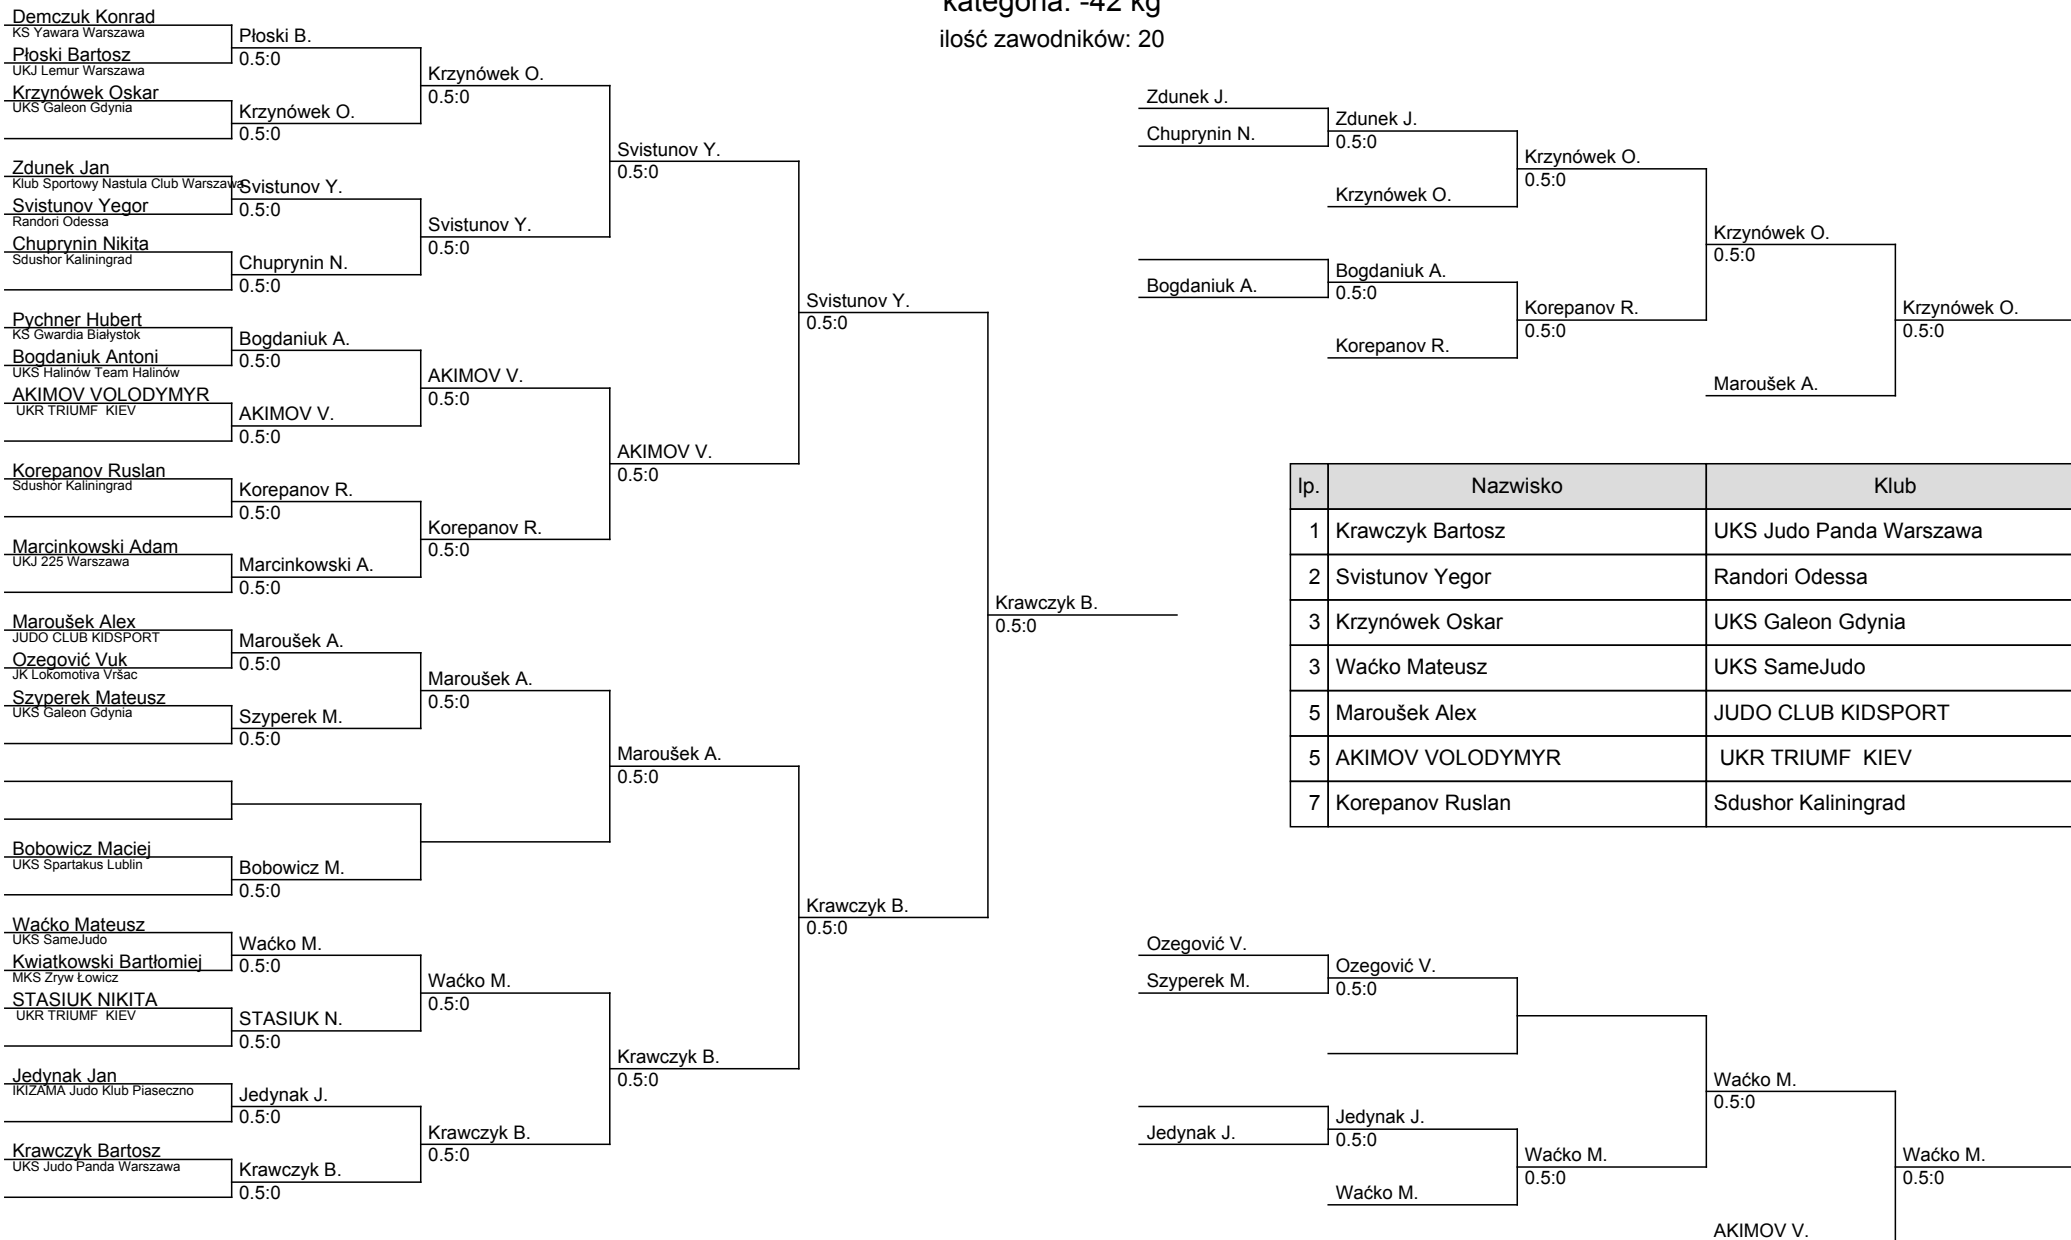 kategoria: -42 kg
ilość zawodników: 20
Demczuk Konrad
KS Yawara Warszawa
Płoski Bartosz
UKJ Lemur Warszawa
Krzynówek Oskar
UKS Galeon Gdynia
Zdunek Jan
Klub Sportowy Nastula Club Warszawa
Svistunov Yegor
Randori Odessa
Chuprynin Nikita
Sdushor Kaliningrad
Pychner Hubert
KS Gwardia Białystok
Bogdaniuk Antoni
UKS Halinów Team Halinów
AKIMOV VOLODYMYR
UKR TRIUMF KIEV
Korepanov Ruslan
Sdushor Kaliningrad
Marcinkowski Adam
UKJ 225 Warszawa
Maroušek Alex
JUDO CLUB KIDSPORT
Ozegović Vuk
JK Lokomotiva Vršac
Szyperek Mateusz
UKS Galeon Gdynia
Bobowicz Maciej
UKS Spartakus Lublin
Waćko Mateusz
UKS SameJudo
Kwiatkowski Bartłomiej
MKS Zryw Łowicz
STASIUK NIKITA
UKR TRIUMF KIEV
Jedynak Jan
IKIZAMA Judo Klub Piaseczno
Krawczyk Bartosz
UKS Judo Panda Warszawa
Płoski B.
0.5:0
Krzynówek O.
0.5:0
Svistunov Y.
0.5:0
Chuprynin N.
0.5:0
Bogdaniuk A.
0.5:0
AKIMOV V.
0.5:0
Korepanov R.
0.5:0
Marcinkowski A.
0.5:0
Maroušek A.
0.5:0
Szyperek M.
0.5:0
Bobowicz M.
0.5:0
Waćko M.
0.5:0
STASIUK N.
0.5:0
Jedynak J.
0.5:0
Krawczyk B.
0.5:0
Krzynówek O.
0.5:0
Svistunov Y.
0.5:0
AKIMOV V.
0.5:0
Korepanov R.
0.5:0
Maroušek A.
0.5:0
Waćko M.
0.5:0
Krawczyk B.
0.5:0
Svistunov Y.
0.5:0
AKIMOV V.
0.5:0
Maroušek A.
0.5:0
Krawczyk B.
0.5:0
Svistunov Y.
0.5:0
Krawczyk B.
0.5:0
Krawczyk B.
0.5:0
Zdunek J.
Chuprynin N.
Bogdaniuk A.
Zdunek J.
0.5:0
Krzynówek O.
Bogdaniuk A.
0.5:0
Korepanov R.
Krzynówek O.
0.5:0
Korepanov R.
0.5:0
Krzynówek O.
0.5:0
Maroušek A.
Krzynówek O.
0.5:0
lp. Nazwisko Klub
1 Krawczyk Bartosz UKS Judo Panda Warszawa
2 Svistunov Yegor Randori Odessa
3 Krzynówek Oskar UKS Galeon Gdynia
3 Waćko Mateusz UKS SameJudo
5 Maroušek Alex JUDO CLUB KIDSPORT
5 AKIMOV VOLODYMYR UKR TRIUMF KIEV
7 Korepanov Ruslan Sdushor Kaliningrad
Ozegović V.
Szyperek M.
Jedynak J.
Ozegović V.
0.5:0
Jedynak J.
0.5:0
Waćko M.
Waćko M.
0.5:0
Waćko M.
0.5:0
AKIMOV V.
Waćko M.
0.5:0